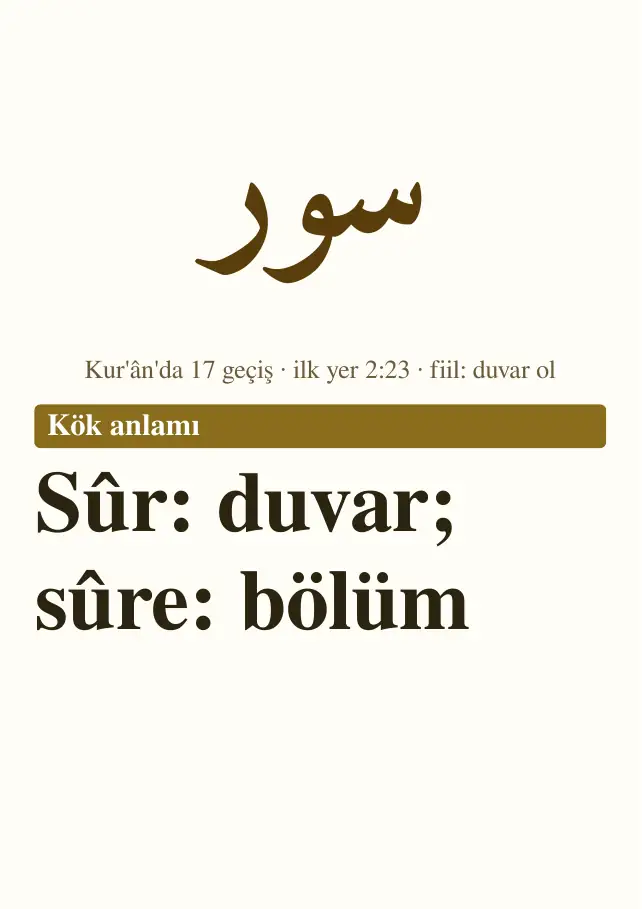 سور
Kur'ân'da 17 geçiş · ilk yer 2:23 · fiil: duvar ol
Kök anlamı
Sûr: duvar;
sûre: bölüm